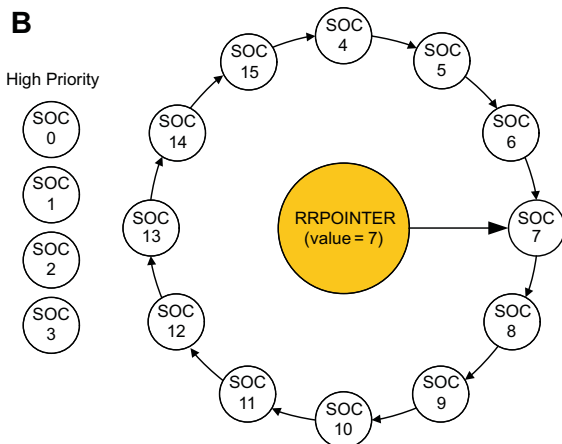 B
High Priority
SOC
0
SOC
1
SOC
2
SOC
3
SOC
4
SOC
5
SOC
6
SOC
7
SOC
8
SOC
9
SOC
10
SOC
11
SOC
12
SOC
13
SOC
14
SOC
15
RRPOINTER
(value = 7)